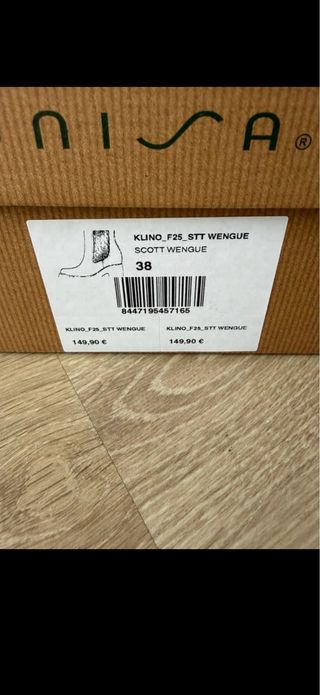 NISA®
KLINO_F25_STT WENGUE
SCOTT WENGUE
38
8447195457165
KLINO_F25_STT WENGUE KLINO_F25_STT WENGUE
149,90 € 149,90 €